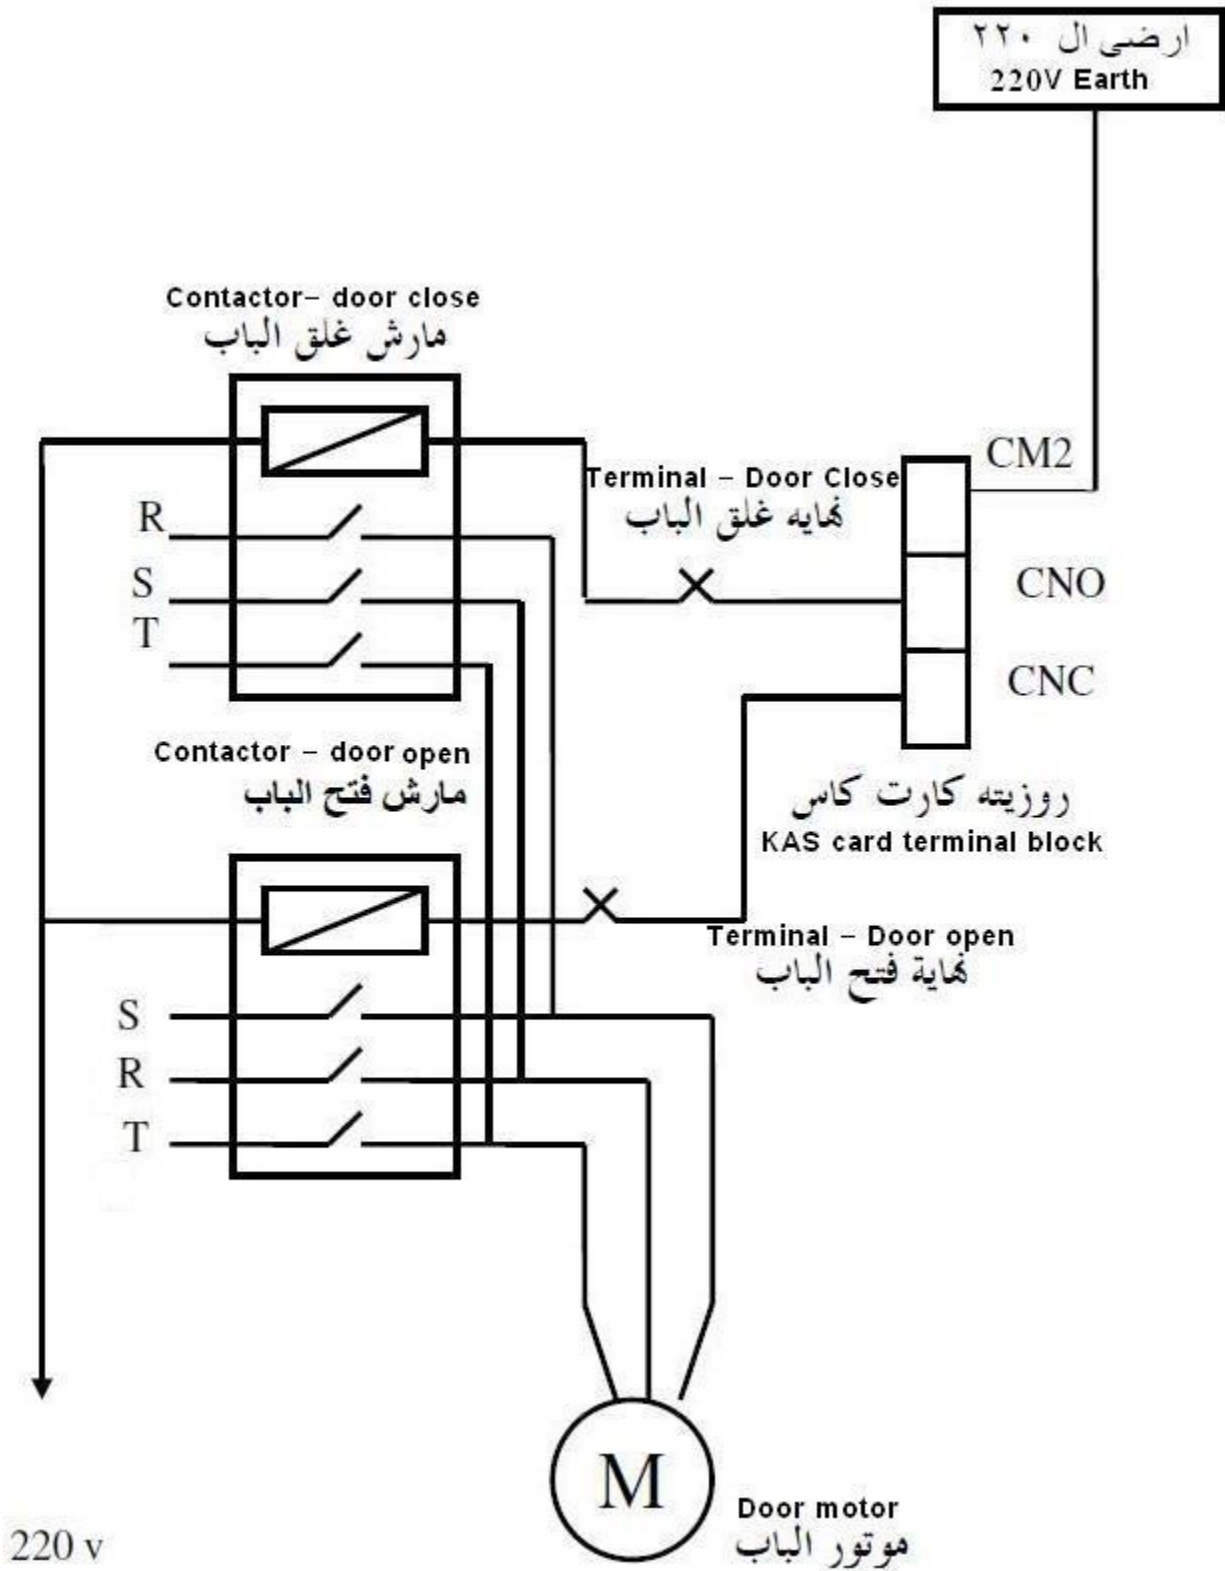 ارضى ال ٢٢٠
220V Earth
Contactor– door close
مارش غلق الباب
CM2
Terminal – Door Close
نهايه غلق الباب
R
S
T
CNO
CNC
Contactor – door open
مارش فتح الباب
روزيته كارت كاس
KAS card terminal block
Terminal – Door open
نهاية فتح الباب
S
R
T
M
Door motor
موتور الباب
220 v